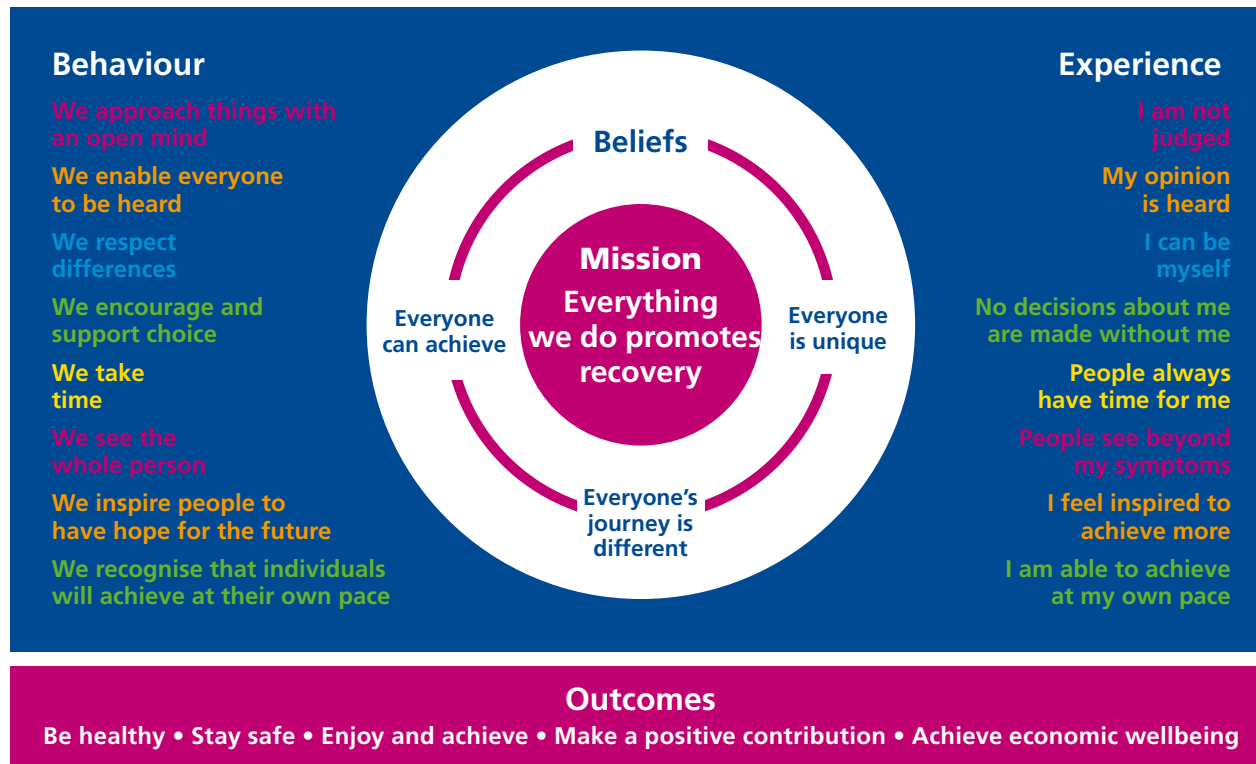 Behaviour
We approach things with
an open mind
We enable everyone
to be heard
We respect
differences
We encourage and
support choice
We take
time
We see the
whole person
We inspire people to
have hope for the future
We recognise that individuals
will achieve at their own pace
Beliefs
Mission
Everything
we do promotes
recovery
Everyone
can achieve
Everyone
is unique
Everyone’s
journey is
different
Experience
I am not
judged
My opinion
is heard
I can be
myself
No decisions about me
are made without me
People always
have time for me
People see beyond
my symptoms
I feel inspired to
achieve more
I am able to achieve
at my own pace
Outcomes
Be healthy • Stay safe • Enjoy and achieve • Make a positive contribution • Achieve economic wellbeing